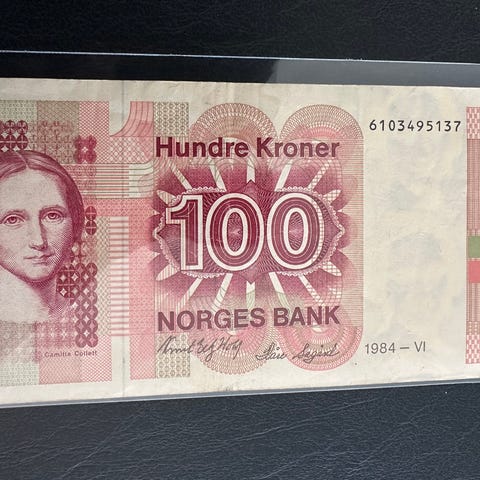 Hundre Kroner
6103495137
100
NORGES BANK
1984 – VI
Camilla Collett